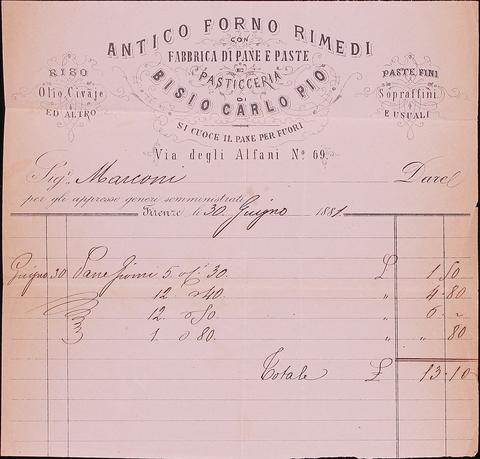 ANTICO FORNO RIMEDI
CON
FABBRICA DI PANE E PASTE
E
PASTICCERIA
DI
BISIO CARLO PIO
SI CUOCE IL PANE PER FUORI
Via degli Alfani Nº 69
RISO
Olio, Civaje
ED ALTRO
PASTE FINI
Sopraffini
E USUALI
Sigr. Marconi Dare
per gli appresso generi somministrati
Firenze li 30 Giugno 1881
Giugno 30 Pane giorni 5 a/ 30. £ 1.50
12 a 40. " 4.80
12. a 50 " 6 "
1. a 80. " " 80
Totale £ 13.10